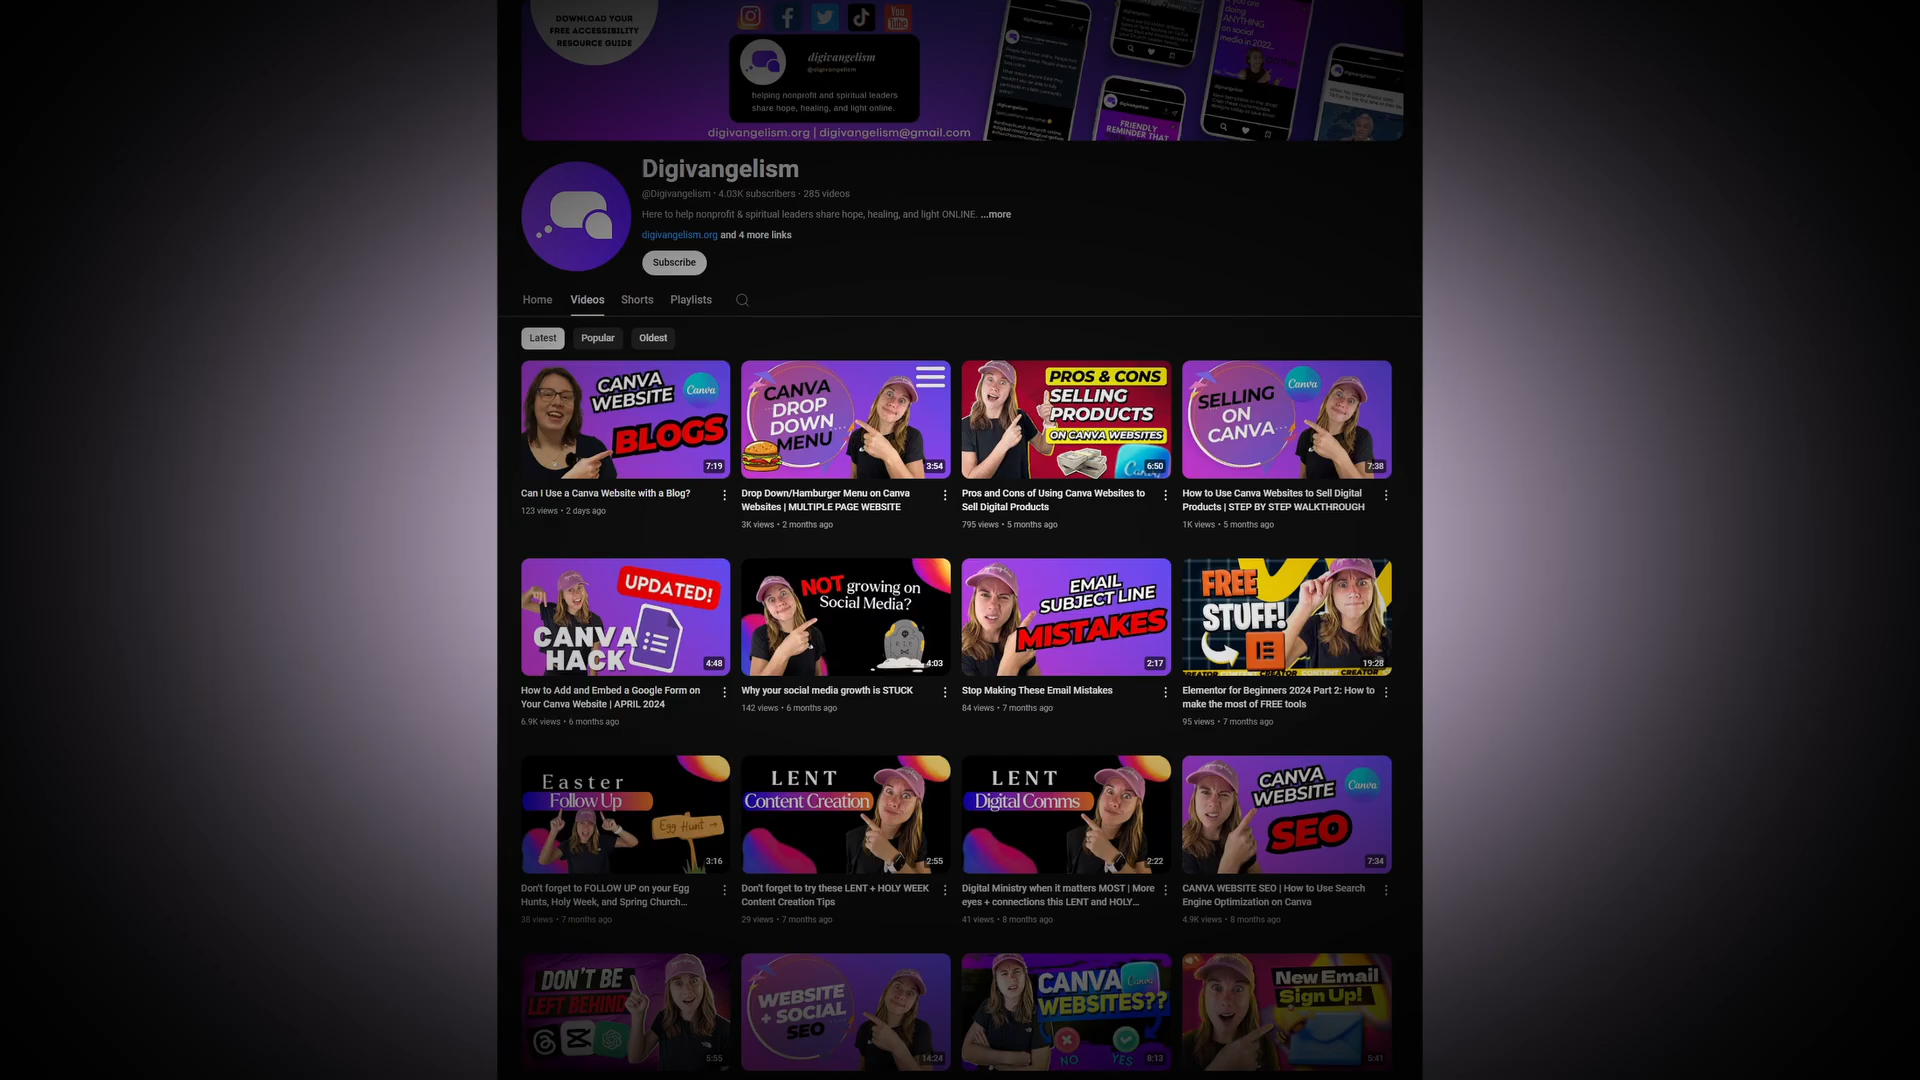 DOWNLOAD YOUR
FREE ACCESSIBILITY
RESOURCE GUIDE
You
Tube
digivangelism
@digivangelism
helping nonprofit and spiritual leaders
share hope, healing, and light online.
digivangelism.org | digivangelism@gmail.com
doing
ANYTHING
on social
media in 2022
FRIENDLY
REMINDER THAT
Digivangelism
@Digivangelism · 4.03K subscribers · 285 videos
Here to help nonprofit & spiritual leaders share hope, healing, and light ONLINE. ...more
digivangelism.org and 4 more links
Subscribe
Home Videos Shorts Playlists
Latest Popular Oldest
CANVA
WEBSITE
Canva
BLOGS
7:19
CANVA
DROP
DOWN
MENU
3:54
PROS & CONS
SELLING
PRODUCTS
ON CANVA WEBSITES
6:50
SELLING
ON
CANVA
Canva
7:38
Can I Use a Canva Website with a Blog?
123 views • 2 days ago
Drop Down/Hamburger Menu on Canva
Websites | MULTIPLE PAGE WEBSITE
3K views • 2 months ago
Pros and Cons of Using Canva Websites to
Sell Digital Products
795 views • 5 months ago
How to Use Canva Websites to Sell Digital
Products | STEP BY STEP WALKTHROUGH
1K views • 5 months ago
UPDATED!
CANVA
HACK
4:48
NOT growing on
Social Media?
4:03
EMAIL
SUBJECT LINE
MISTAKES
2:17
FREE
STUFF!
CONTENT CREATOR
19:28
How to Add and Embed a Google Form on
Your Canva Website | APRIL 2024
6.9K views • 6 months ago
Why your social media growth is STUCK
142 views • 6 months ago
Stop Making These Email Mistakes
84 views • 7 months ago
Elementor for Beginners 2024 Part 2: How to
make the most of FREE tools
95 views • 7 months ago
Easter
Follow Up
Egg Hunt →
3:16
LENT
Content Creation
2:55
LENT
Digital Comms
2:22
CANVA
WEBSITE
Canva
SEO
7:34
Don't forget to FOLLOW UP on your Egg
Hunts, Holy Week, and Spring Church...
38 views • 7 months ago
Don't forget to try these LENT + HOLY WEEK
Content Creation Tips
29 views • 7 months ago
Digital Ministry when it matters MOST | More
eyes + connections this LENT and HOLY...
41 views • 8 months ago
CANVA WEBSITE SEO | How to Use Search
Engine Optimization on Canva
4.9K views • 8 months ago
DON'T BE
LEFT BEHIND
5:55
WEBSITE
+ SOCIAL
SEO
14:24
CANVA
WEBSITES??
NO
YES
8:13
New Email
Sign Up!
5:41